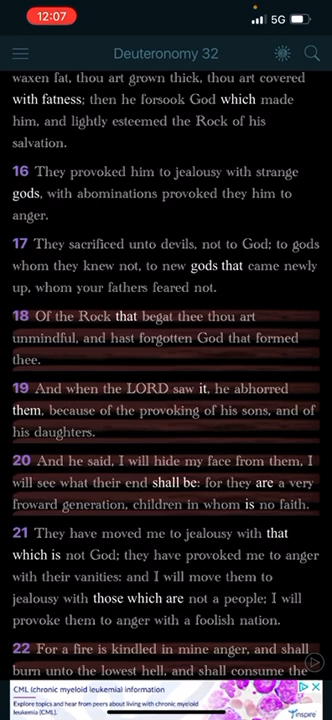 12:07
5G
Deuteronomy 32
waxen fat, thou art grown thick, thou art covered
with fatness; then he forsook God which made
him, and lightly esteemed the Rock of his
salvation.
16 They provoked him to jealousy with strange
gods, with abominations provoked they him to
anger.
17 They sacrificed unto devils, not to God; to gods
whom they knew not, to new gods that came newly
up, whom your fathers feared not.
18 Of the Rock that begat thee thou art
unmindful, and hast forgotten God that formed
thee.
19 And when the LORD saw it, he abhorred
them, because of the provoking of his sons, and of
his daughters.
20 And he said, I will hide my face from them, I
will see what their end shall be: for they are a very
froward generation, children in whom is no faith.
21 They have moved me to jealousy with that
which is not God; they have provoked me to anger
with their vanities: and I will move them to
jealousy with those which are not a people; I will
provoke them to anger with a foolish nation.
22 For a fire is kindled in mine anger, and shall
burn unto the lowest hell, and shall consume the
CML (chronic myeloid leukemia) information
Explore topics and hear from peers about living with chronic myeloid
leukemia (CML).
inspire